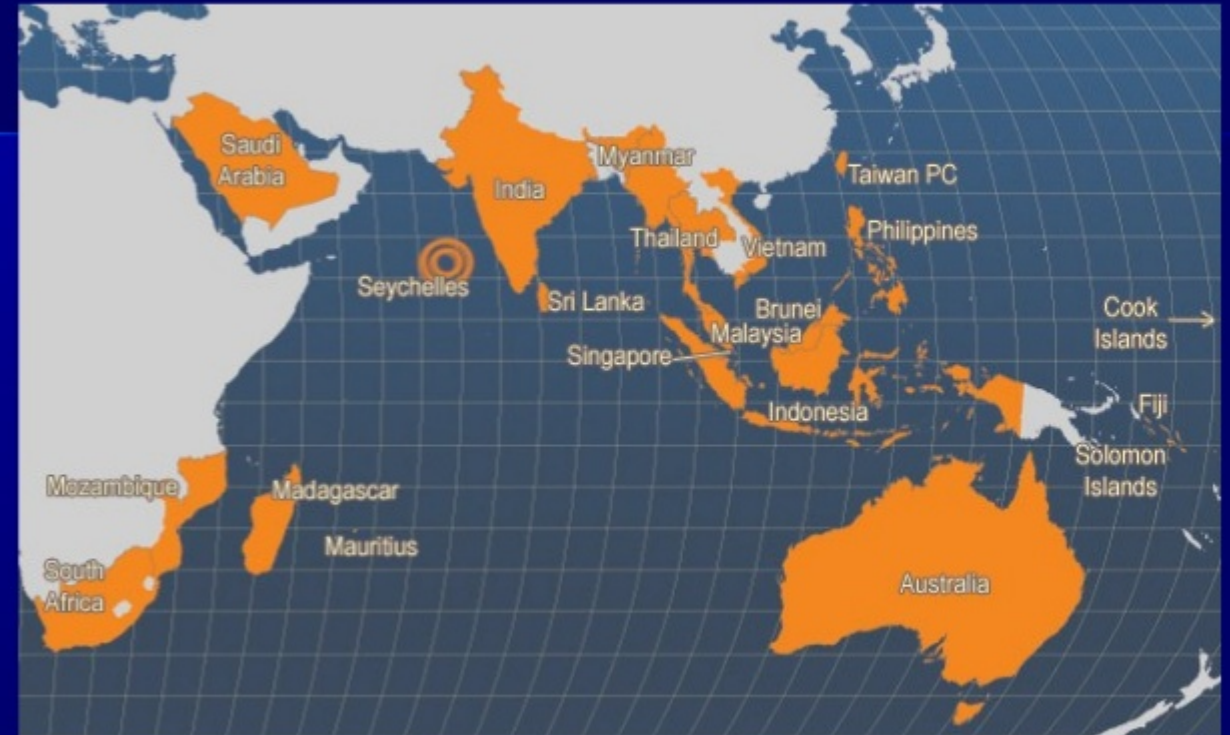 Saudi
Arabia
Myanmar
India
Taiwan PC
Thailand
Vietnam
Philippines
Seychelles
Sri Lanka
Brunei
Malaysia
Singapore
Cook
Islands
Indonesia
Fiji
Solomon
Islands
Mozambique
Madagascar
Mauritius
South
Africa
Australia